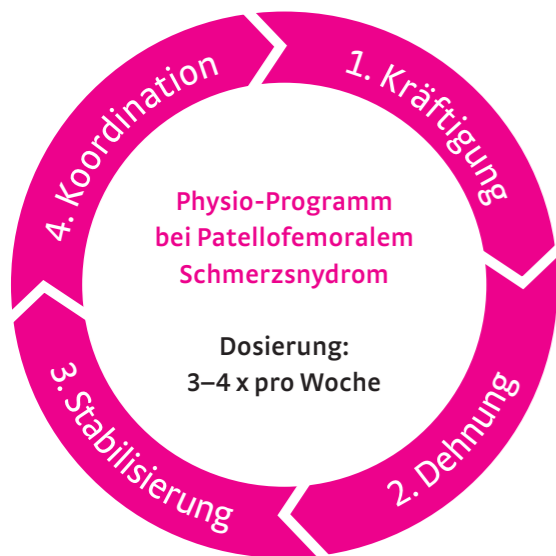 1. Kräftigung
2. Dehnung
3. Stabilisierung
4. Koordination
Physio-Programm
bei Patellofemoralem
Schmerzsnydrom
Dosierung:
3–4 x pro Woche